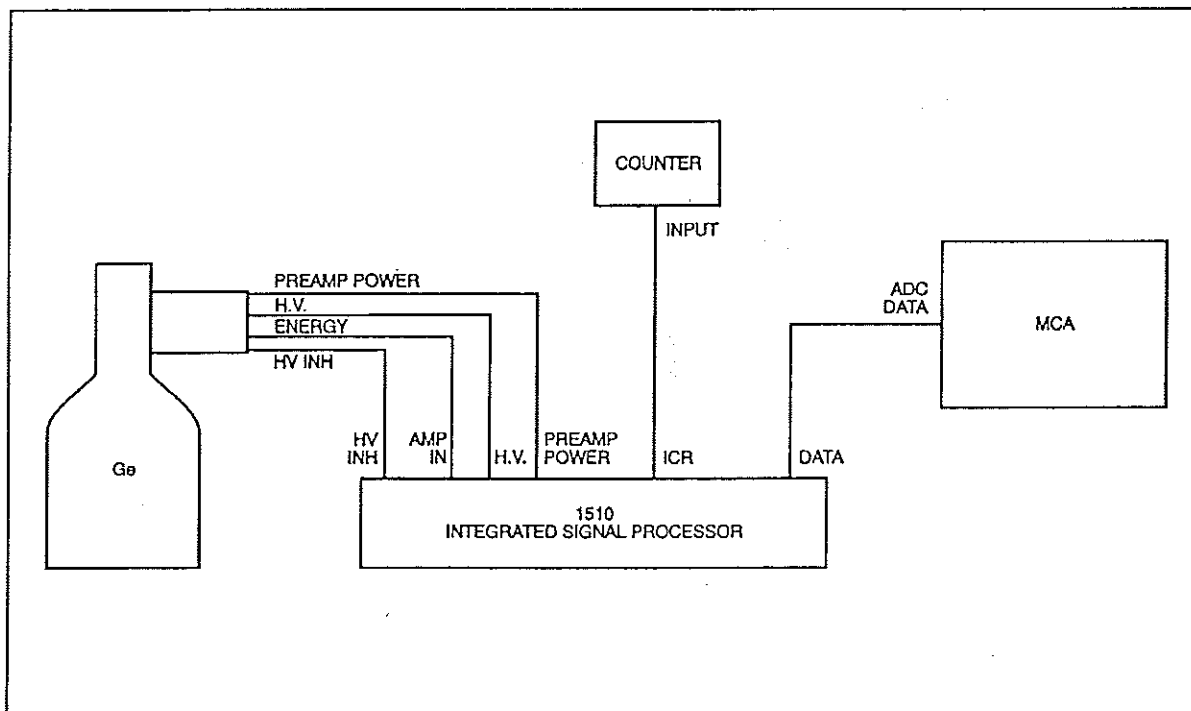 COUNTER
INPUT
PREAMP POWER
H.V.
ENERGY
HV INH
ADC
DATA
MCA
Ge
HV
INH
AMP
IN
H.V.
PREAMP
POWER
ICR
DATA
1510
INTEGRATED SIGNAL PROCESSOR